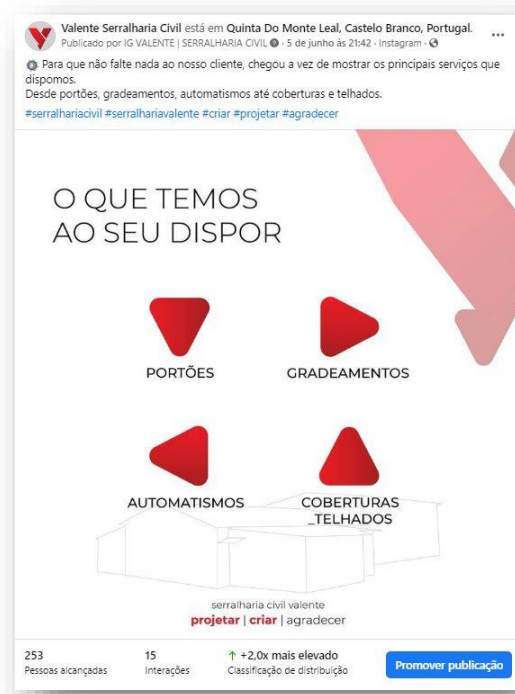 Valente Serralharia Civil está em Quinta Do Monte Leal, Castelo Branco, Portugal.
Publicado por IG VALENTE | SERRALHARIA CIVIL · 5 de junho às 21:42 · Instagram ·
Para que não falte nada ao nosso cliente, chegou a vez de mostrar os principais serviços que
dispomos.
Desde portões, gradeamentos, automatismos até coberturas e telhados.
#serralhariacivil #serralhariavalente #criar #projetar #agradecer
O QUE TEMOS
AO SEU DISPOR
PORTÕES
GRADEAMENTOS
AUTOMATISMOS
COBERTURAS
_TELHADOS
serralharia civil valente
projetar | criar | agradecer
253
Pessoas alcançadas
15
Interações
+2,0x mais elevado
Classificação de distribuição
Promover publicação